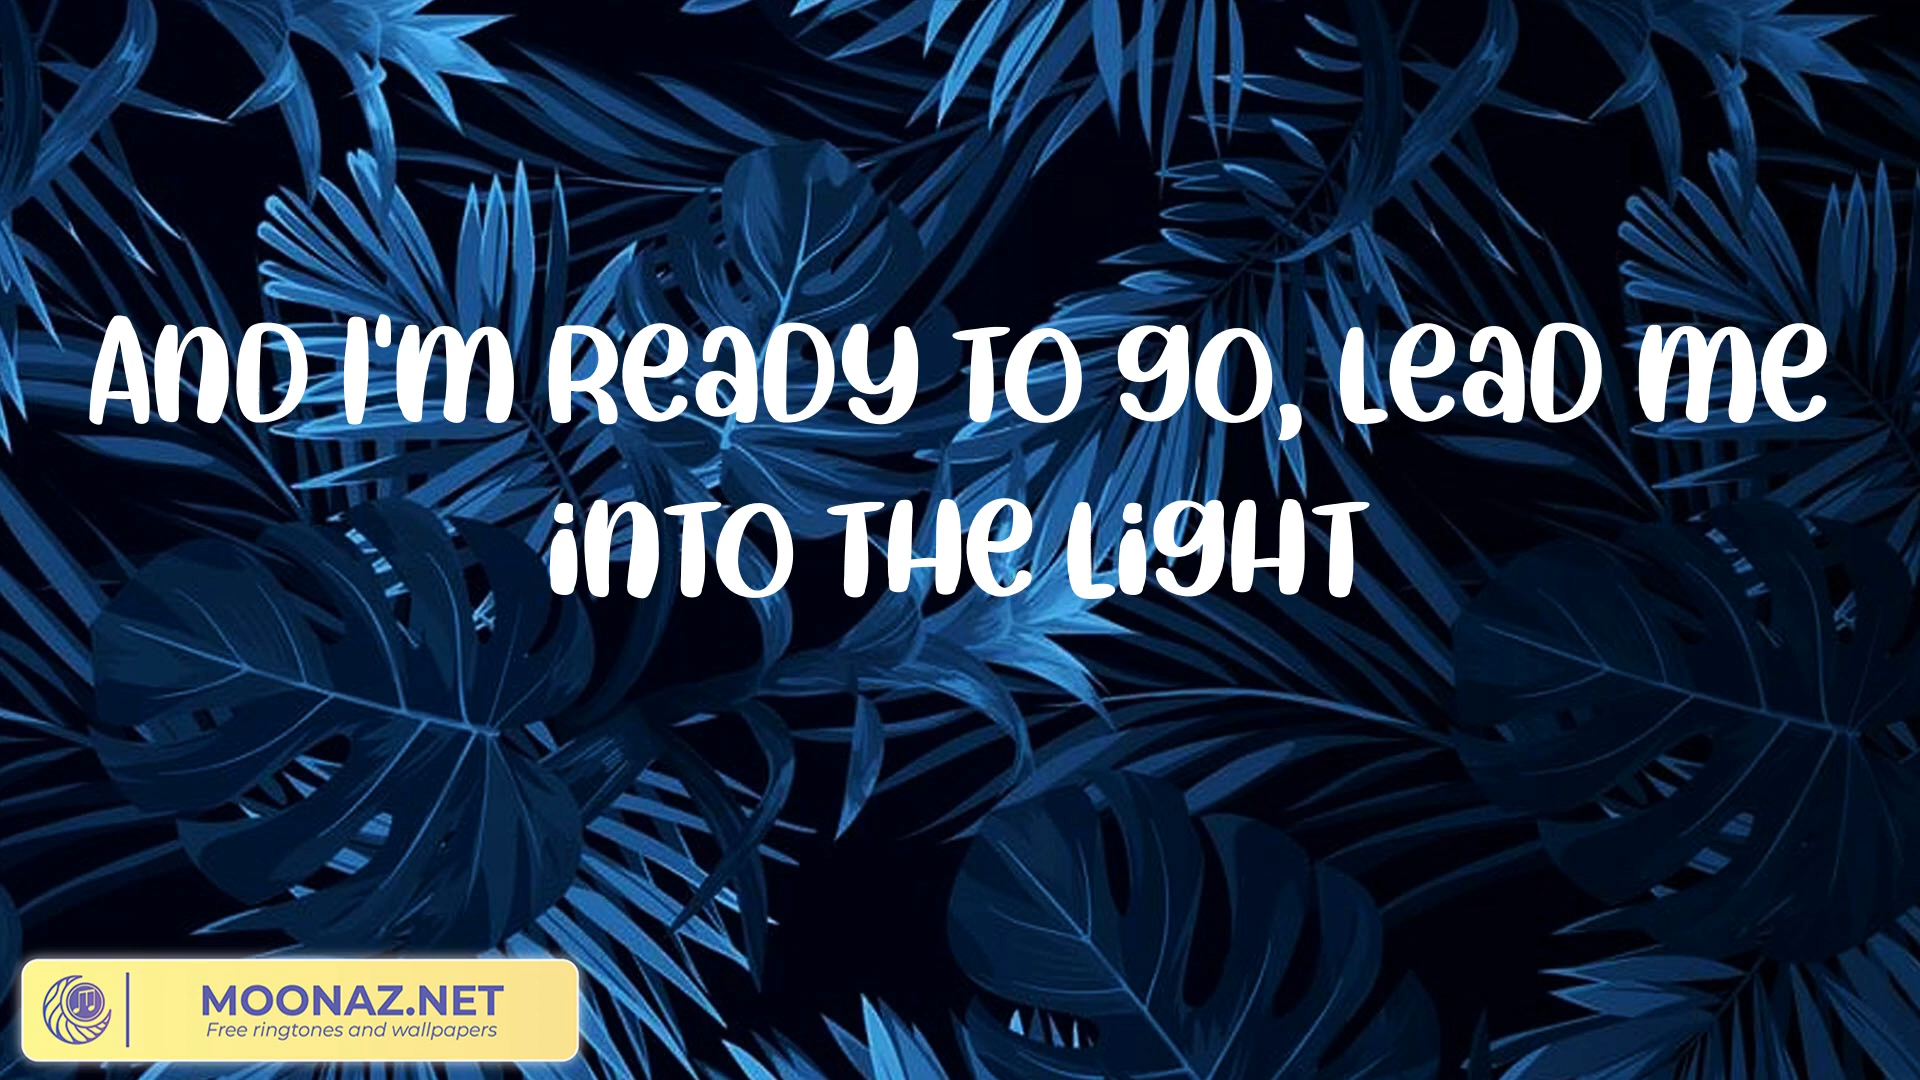 And I'm ready to go, lead me
into the light
MOONAZ.NET
Free ringtones and wallpapers